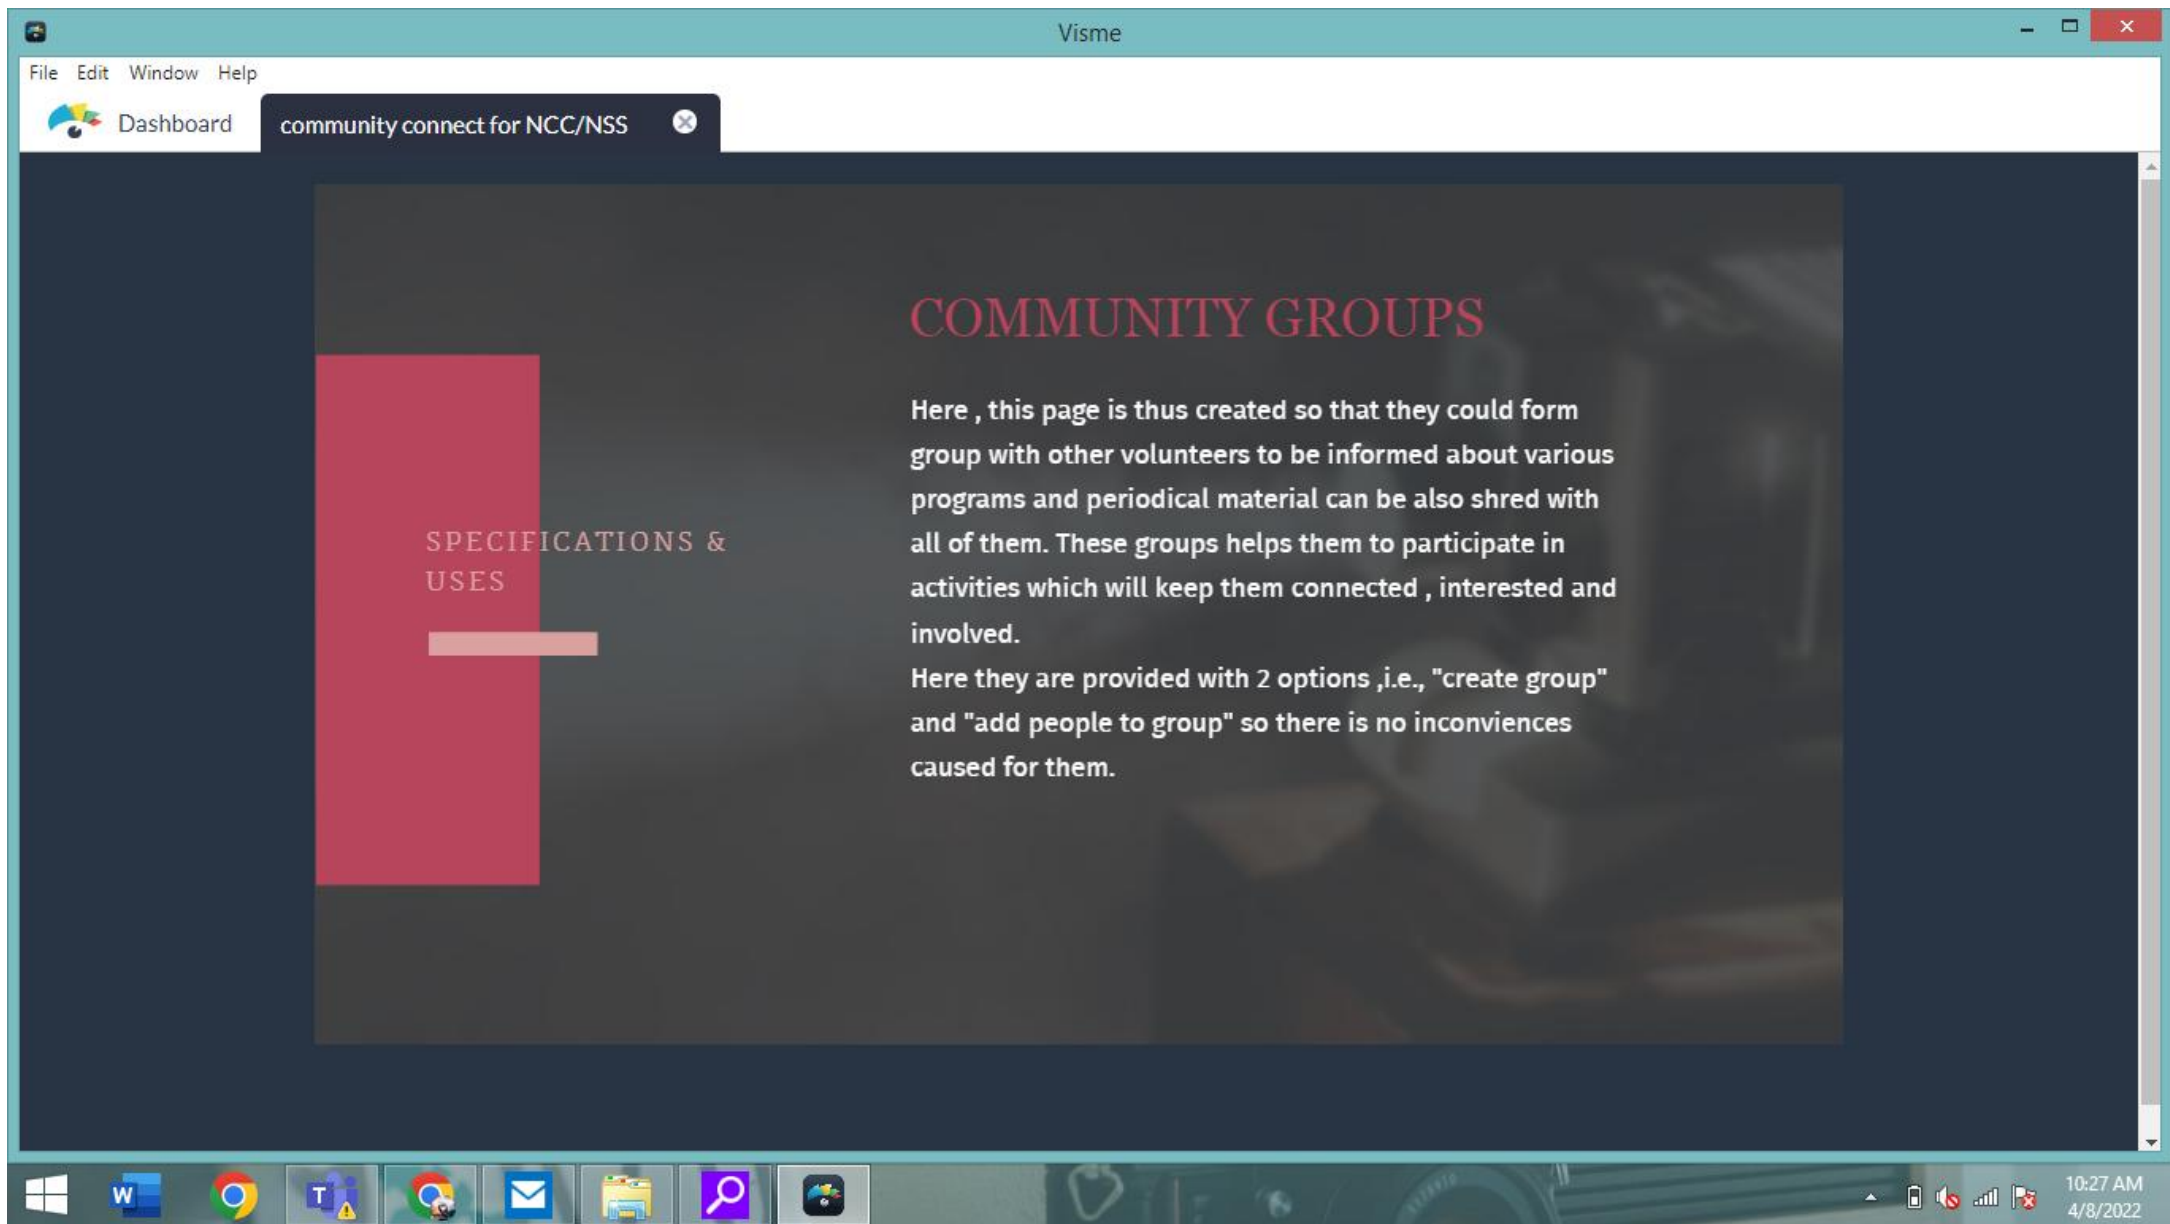 Visme
File Edit Window Help
Dashboard
community connect for NCC/NSS
COMMUNITY GROUPS
Here , this page is thus created so that they could form
group with other volunteers to be informed about various
programs and periodical material can be also shred with
all of them. These groups helps them to participate in
activities which will keep them connected , interested and
involved.
Here they are provided with 2 options ,i.e., "create group"
and "add people to group" so there is no inconviences
caused for them.
SPECIFICATIONS &
USES
10:27 AM
4/8/2022